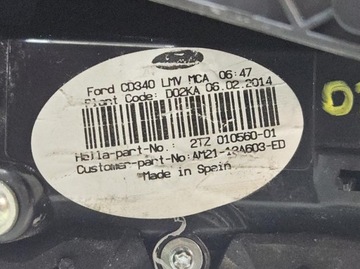 Ford CD340 LMV MCA 06:47
Plant Code: D02KA 06.02.2014
Hella-part-No.: 2TZ 010560-01
Customer-part-No: AM21-13A603-ED
Made in Spain